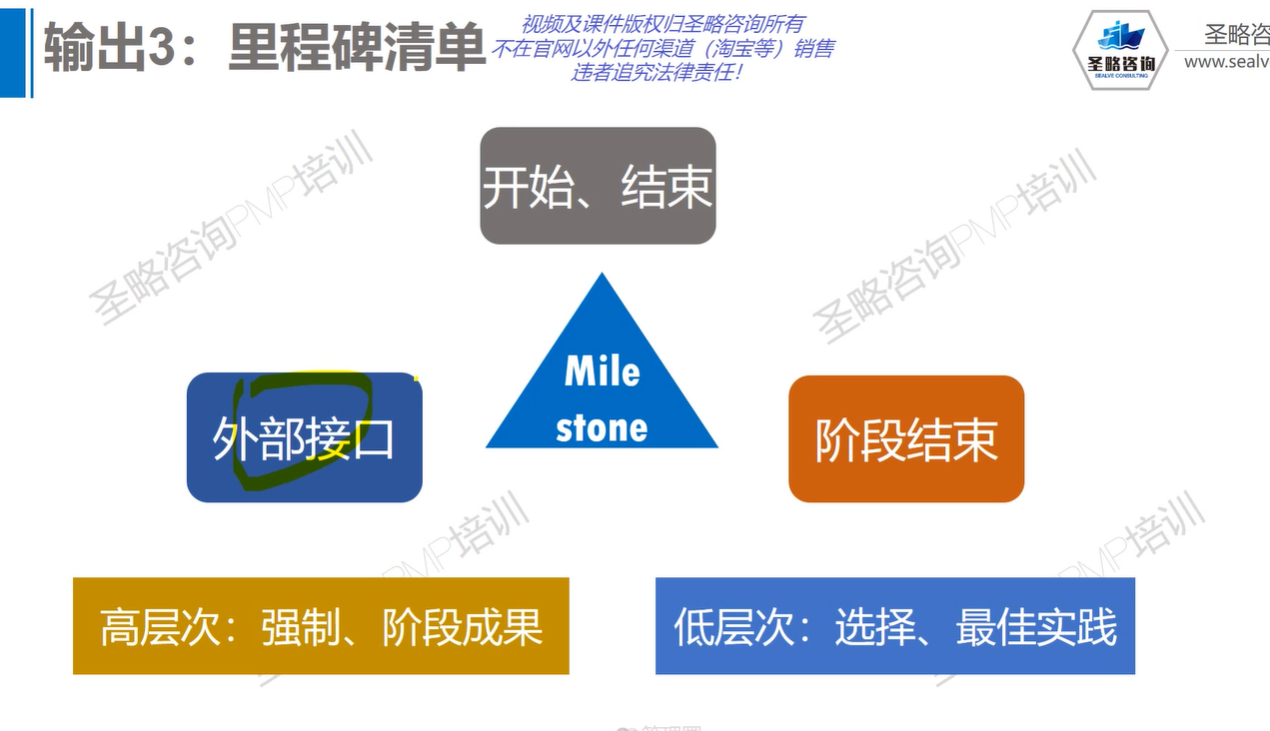 输出3：里程碑清单
视频及课件版权归圣略咨询所有
不在官网以外任何渠道（淘宝等）销售
违者追究法律责任！
圣略咨询
SEALVE CONSULTING
圣略咨
www.sealv
开始、结束
圣略咨询PMP培训
圣略咨询PMP培训
Mile
stone
外部接口
阶段结束
PMP培训
PMP培训
高层次：强制、阶段成果
低层次：选择、最佳实践